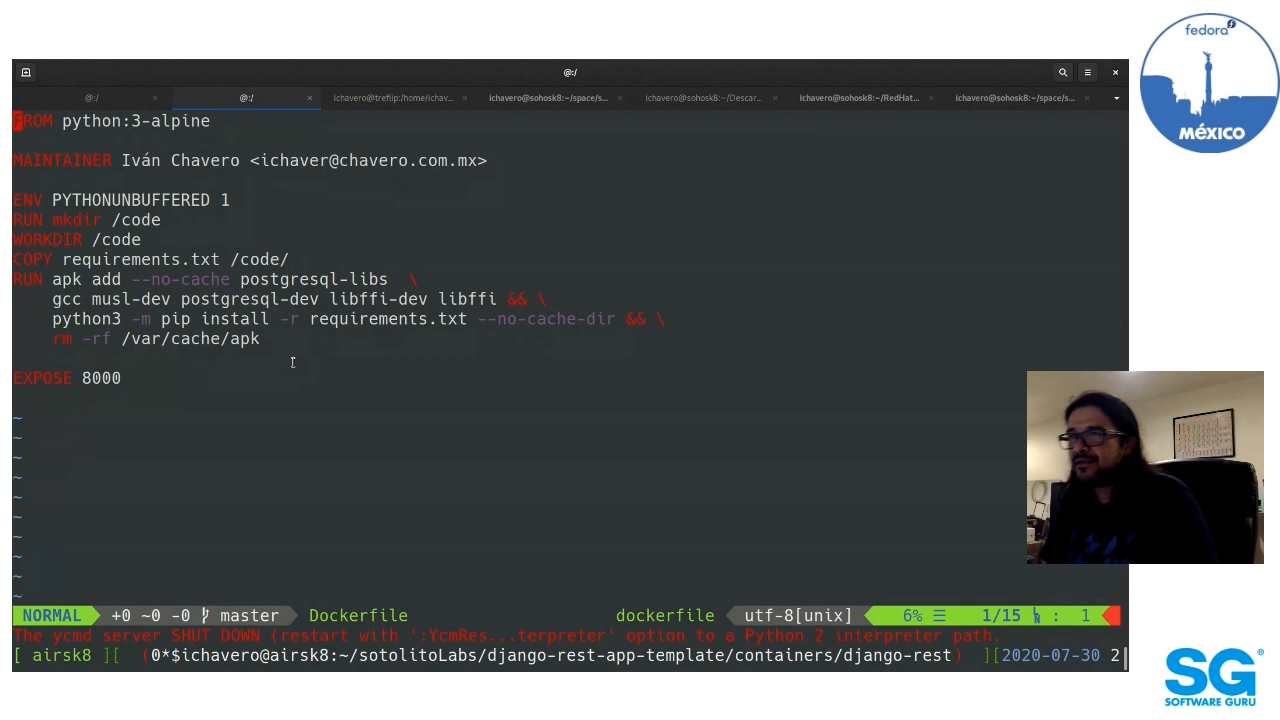 @:/
@:/
@:/
ichavero@treflip:/home/ichav...
ichavero@sohosk8:~/space/s...
ichavero@sohosk8:~/Descar...
ichavero@sohosk8:~/RedHat...
ichavero@sohosk8:~/space/s...
FROM python:3-alpine
MAINTAINER Iván Chavero <ichaver@chavero.com.mx>
ENV PYTHONUNBUFFERED 1
RUN mkdir /code
WORKDIR /code
COPY requirements.txt /code/
RUN apk add --no-cache postgresql-libs \
gcc musl-dev postgresql-dev libffi-dev libffi && \
python3 -m pip install -r requirements.txt --no-cache-dir && \
rm -rf /var/cache/apk
EXPOSE 8000
~
~
~
~
~
~
~
~
~
~
NORMAL +0 ~0 -0 master Dockerfile dockerfile utf-8[unix] 6% ☰ 1/15 : 1
The ycmd server SHUT DOWN (restart with ':YcmRes...terpreter' option to a Python 2 interpreter path.
[ airsk8 ][ (0*$ichavero@airsk8:~/sotolitoLabs/django-rest-app-template/containers/django-rest) ][2020-07-30 2
fedora
MÉXICO
SG®
SOFTWARE GURU